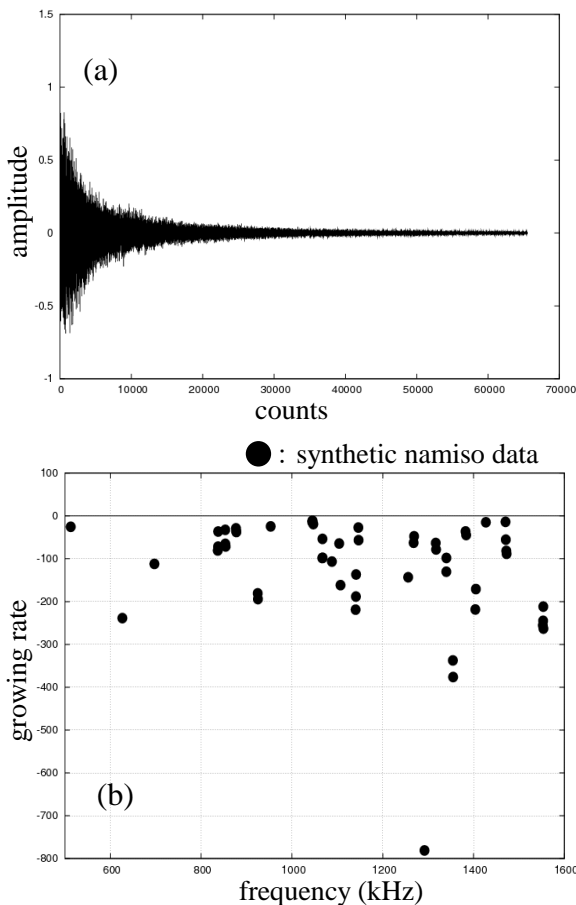 1.5
(a)
1
0.5
0
-0.5
-1
amplitude
0 10000 20000 30000 40000 50000 60000 70000
counts
: synthetic namiso data
100
0
-100
-200
-300
-400
-500
-600
-700
-800
growing rate
(b)
600 800 1000 1200 1400 1600
frequency (kHz)